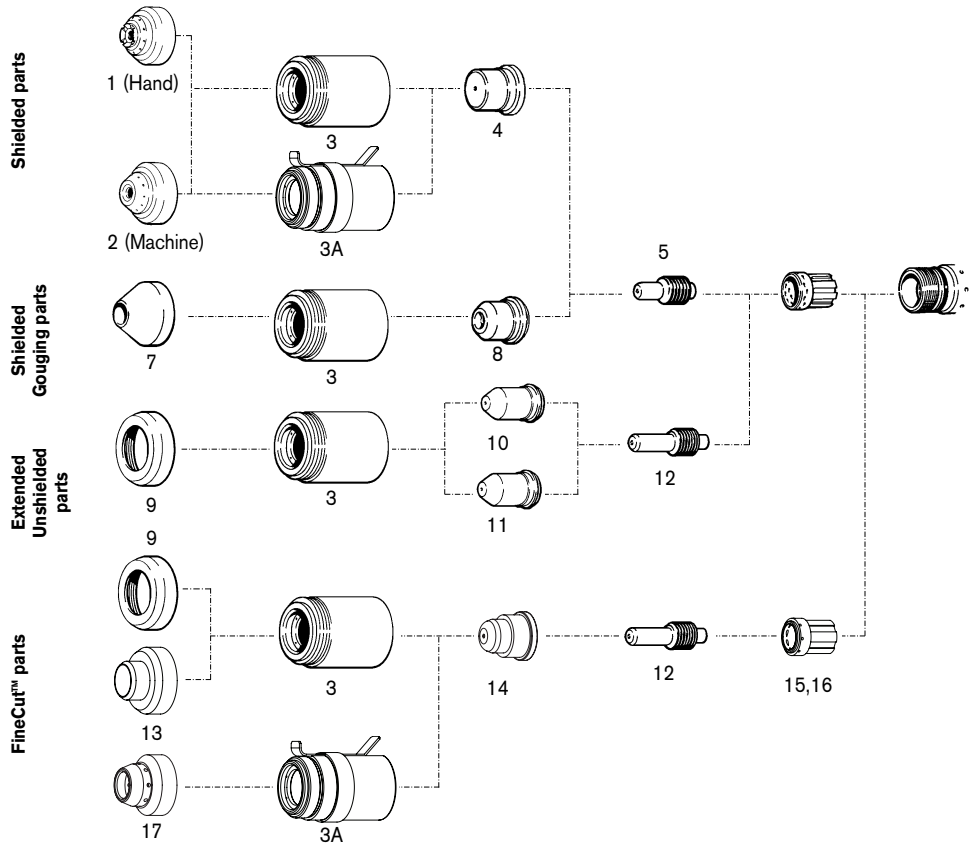 Shielded parts
1 (Hand)
3
4
2 (Machine)
3A
5
Shielded
Gouging parts
7
3
8
Extended
Unshielded
parts
9
3
10
11
12
FineCut™ parts
9
13
3
14
12
15,16
17
3A